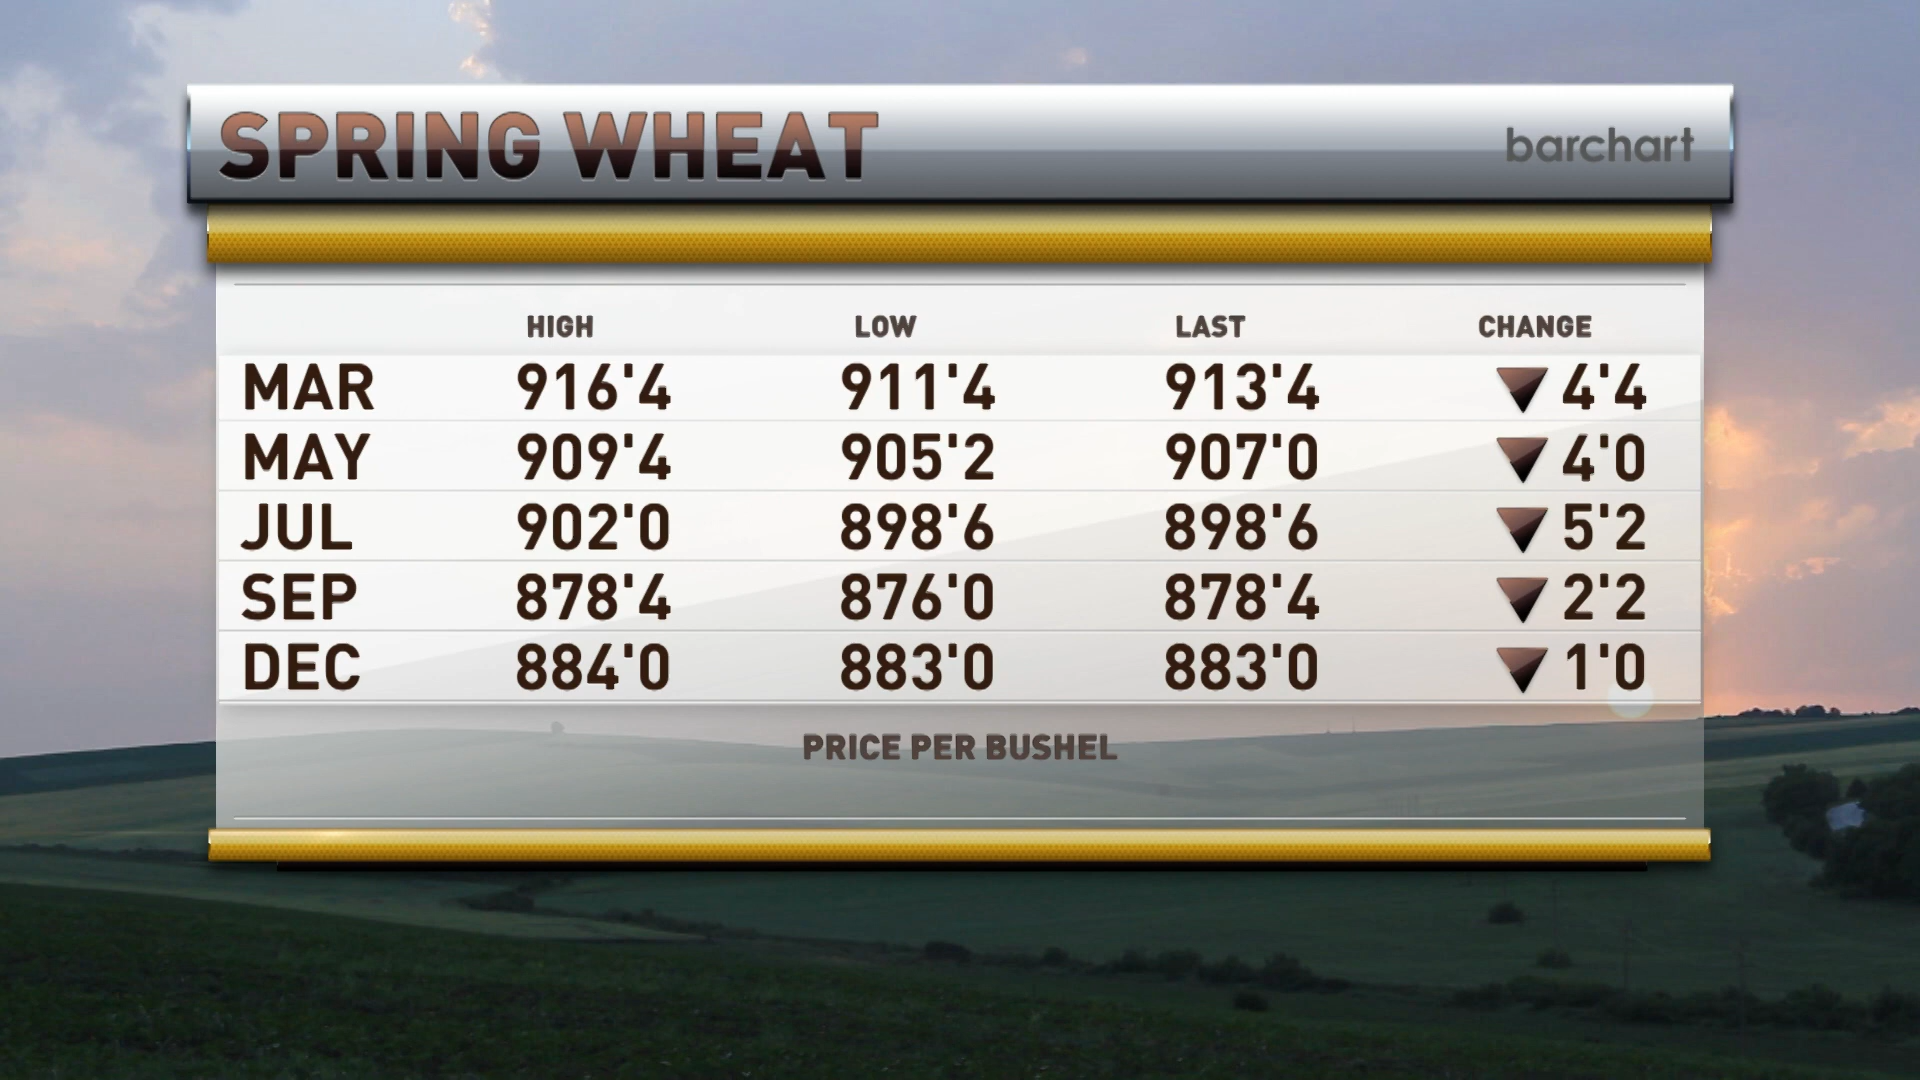 SPRING WHEAT barchart
HIGH LOW LAST CHANGE
MAR 916'4 911'4 913'4 ▼ 4'4
MAY 909'4 905'2 907'0 ▼ 4'0
JUL 902'0 898'6 898'6 ▼ 5'2
SEP 878'4 876'0 878'4 ▼ 2'2
DEC 884'0 883'0 883'0 ▼ 1'0
PRICE PER BUSHEL